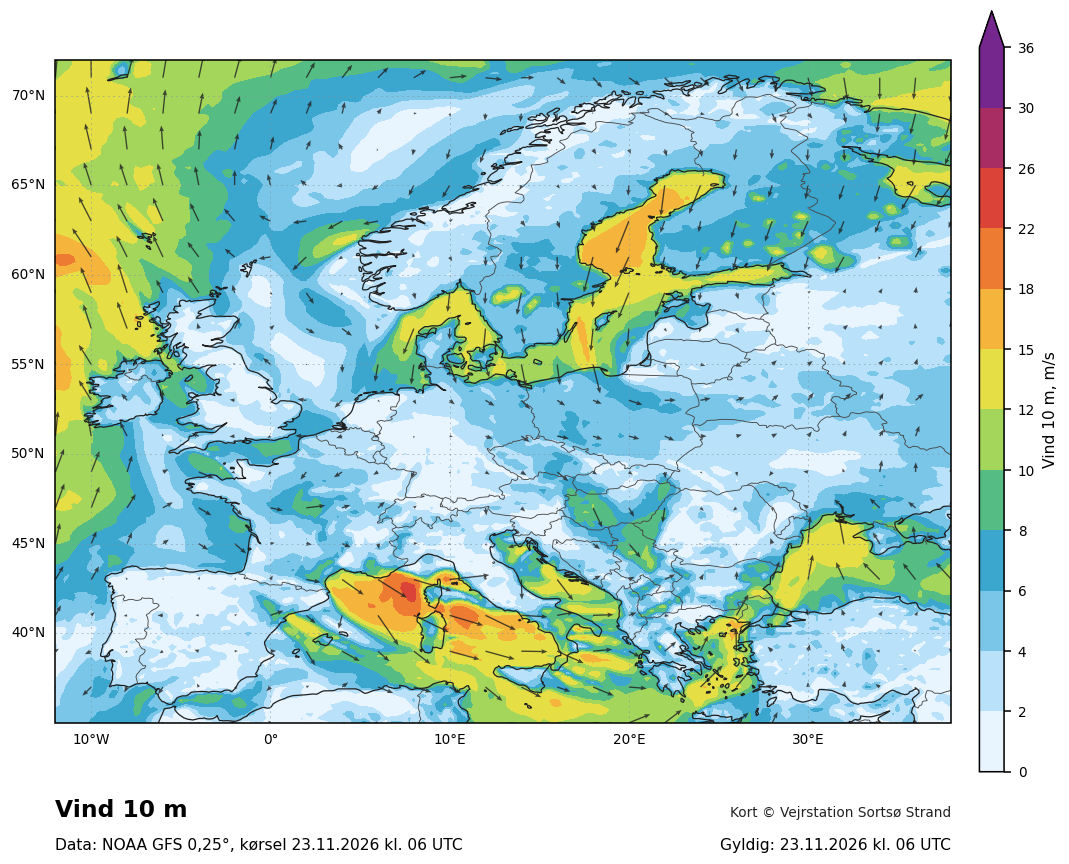 36
30
26
22
18
15
12
10
8
6
4
2
0
Vind 10 m, m/s
70°N
65°N
60°N
55°N
50°N
45°N
40°N
10°W
0°
10°E
20°E
30°E
Vind 10 m
Kort © Vejrstation Sortsø Strand
Data: NOAA GFS 0,25°, kørsel 23.11.2026 kl. 06 UTC
Gyldig: 23.11.2026 kl. 06 UTC